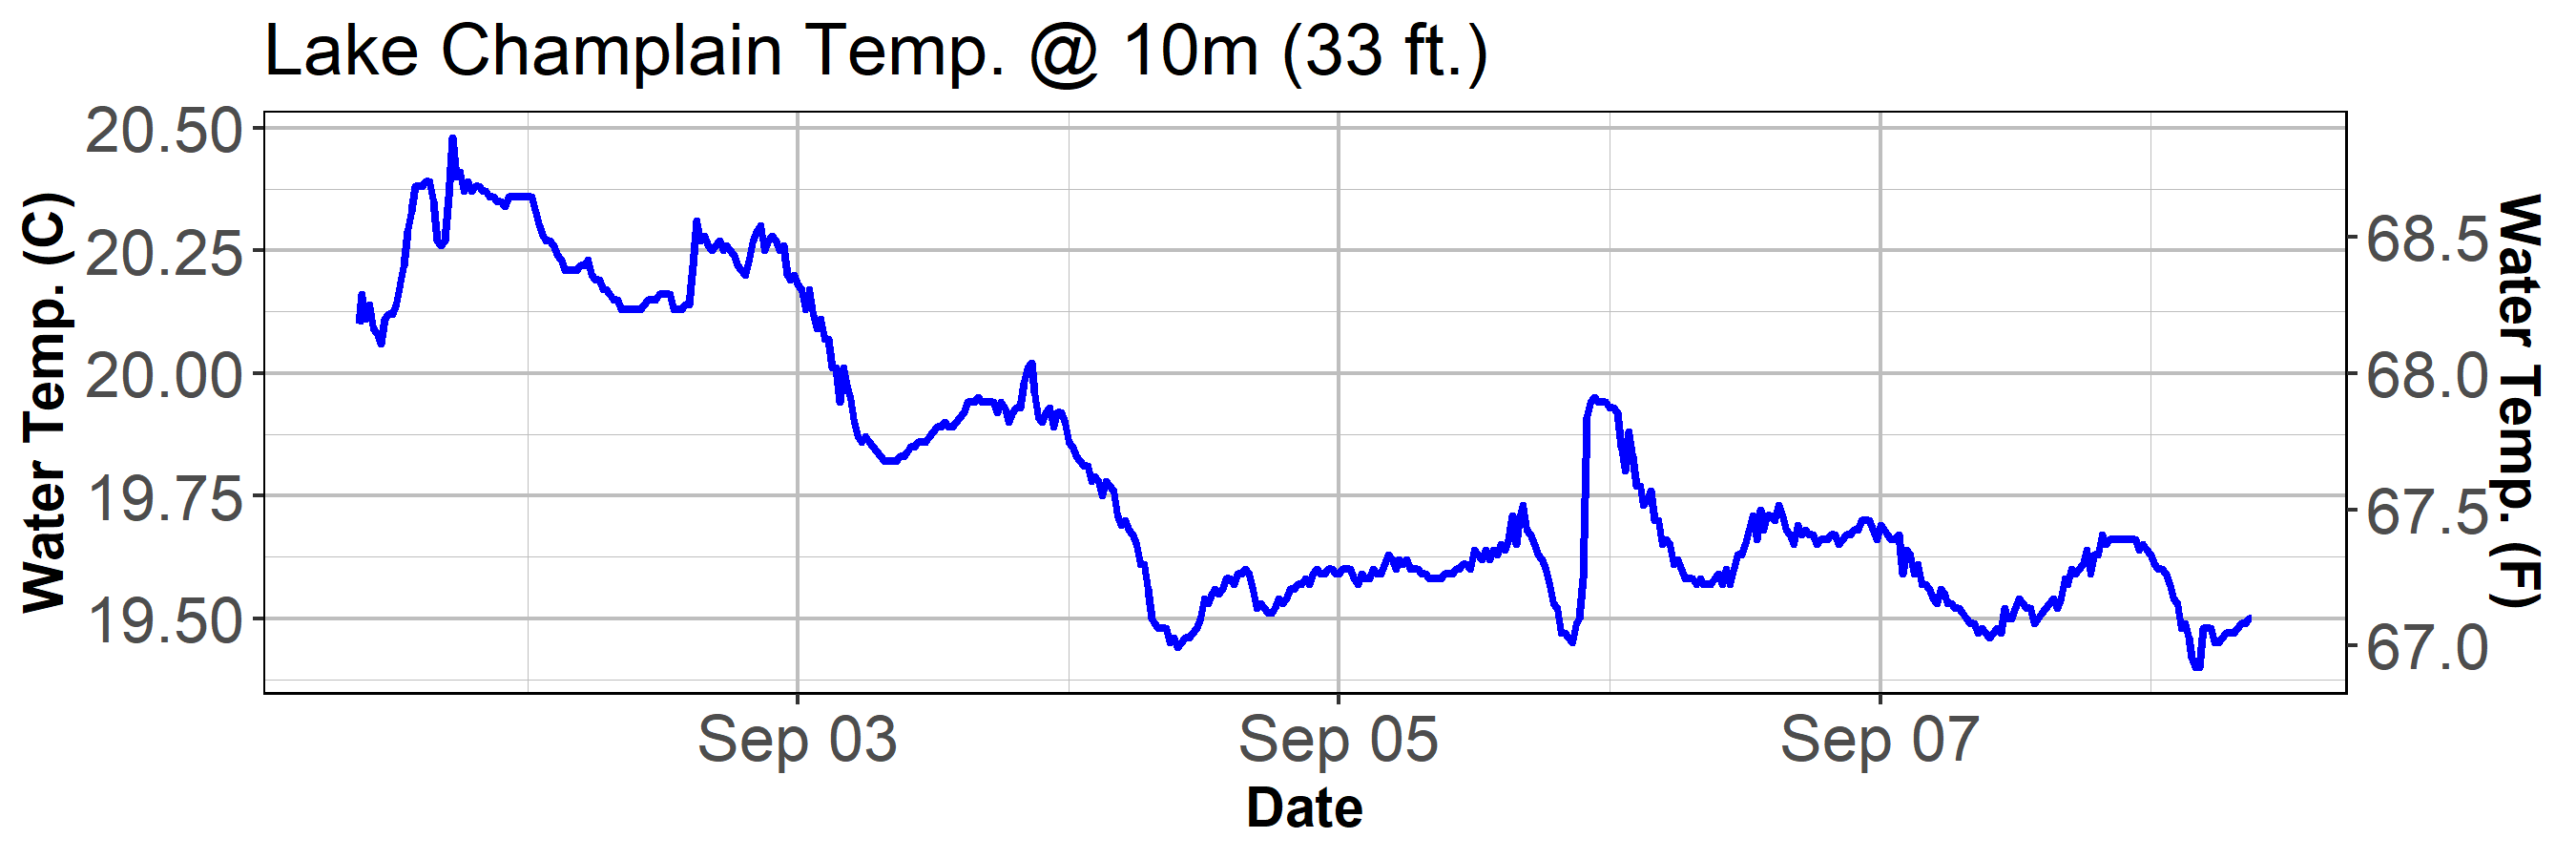 Lake Champlain Temp. @ 10m (33 ft.)
Water Temp. (C)
20.50
20.25
20.00
19.75
19.50
68.5
68.0
67.5
67.0
Water Temp. (F)
Sep 03
Sep 05
Sep 07
Date